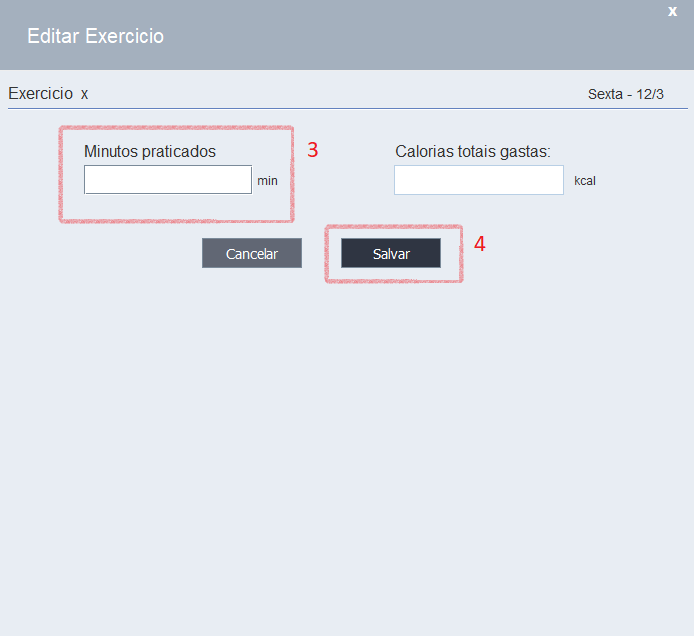 x
Editar Exercicio
Exercicio x
Sexta - 12/3
Minutos praticados
3
Calorias totais gastas:
min
kcal
Cancelar
Salvar
4